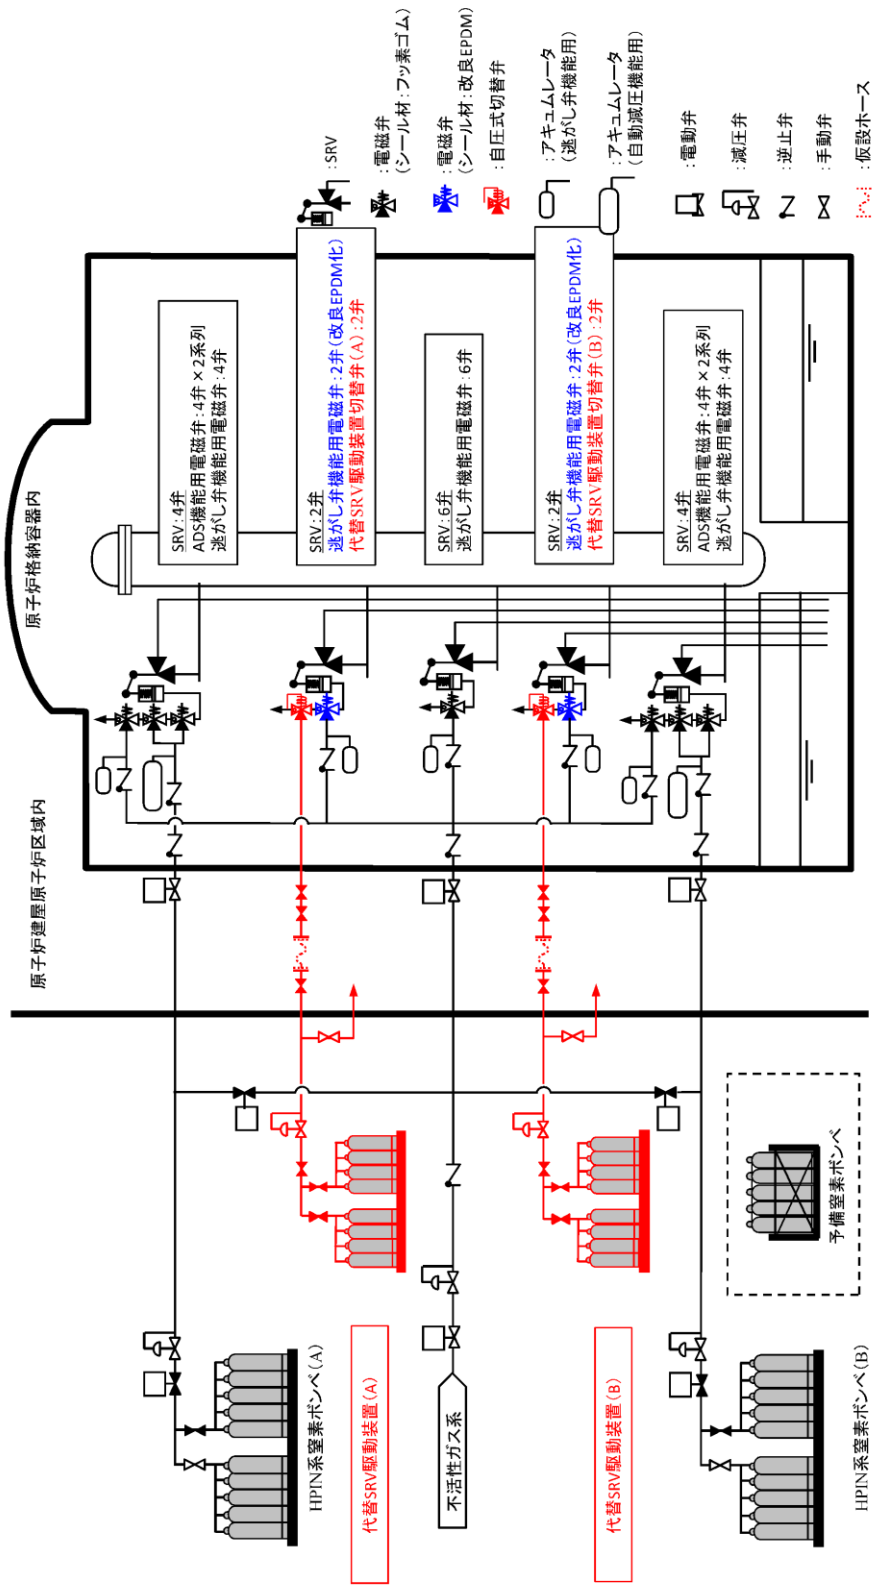 原子炉格納容器内
原子炉建屋原子炉区域内
SRV：4弁
ADS機能用電磁弁：4弁×2系列
逃がし弁機能用電磁弁：4弁
SRV：2弁
逃がし弁機能用電磁弁：2弁(改良EPDM化)
代替SRV駆動装置切替弁(A)：2弁
SRV：6弁
逃がし弁機能用電磁弁：6弁
SRV：2弁
逃がし弁機能用電磁弁：2弁(改良EPDM化)
代替SRV駆動装置切替弁(B)：2弁
SRV：4弁
ADS機能用電磁弁：4弁×2系列
逃がし弁機能用電磁弁：4弁
：SRV
：電磁弁
(シール材：フッ素ゴム)
：電磁弁
(シール材：改良EPDM)
：自圧式切替弁
：アキュムレータ
(逃がし弁機能用)
：アキュムレータ
(自動減圧機能用)
：電動弁
：減圧弁
：逆止弁
：手動弁
：仮設ホース
HPIN系窒素ボンベ(A)
代替SRV駆動装置(A)
不活性ガス系
代替SRV駆動装置(B)
HPIN系窒素ボンベ(B)
予備窒素ボンベ